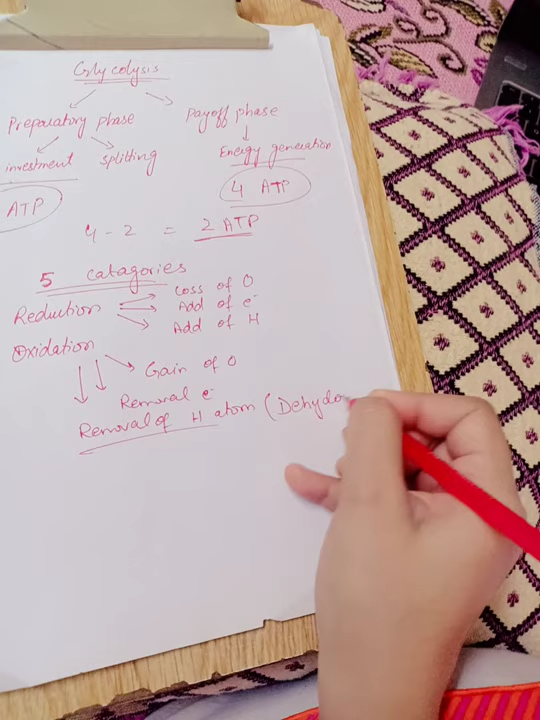 Glycolysis
Preparatory phase
Payoff phase
investment
splitting
Energy generation
ATP
4 ATP
4 - 2 = 2 ATP
5 catagories
Reduction
Loss of O
Add of e-
Add of H
Oxidation
Gain of O
Removal e-
Removal of H atom (Dehydo